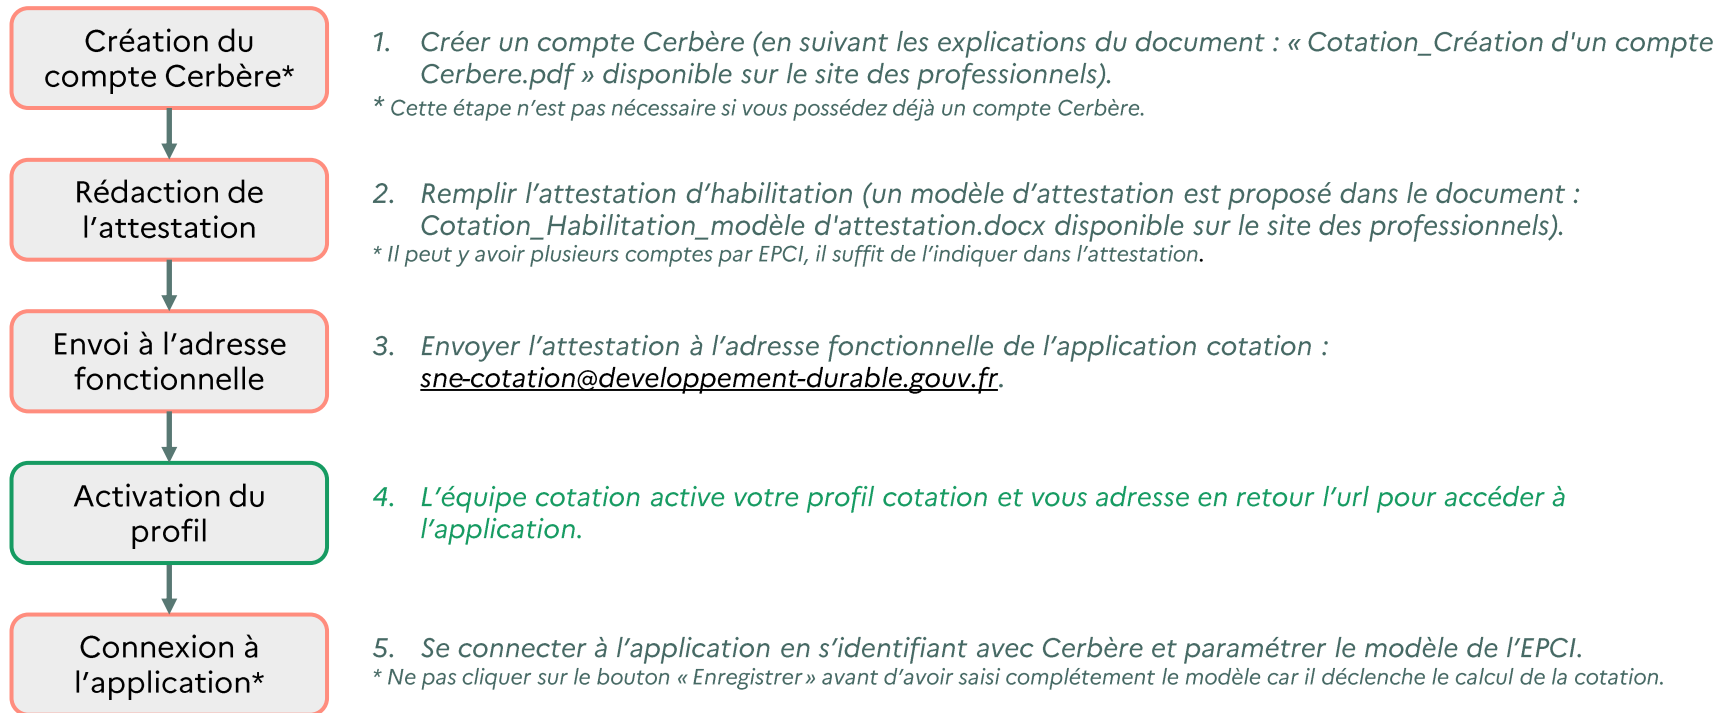 Création du
compte Cerbère*
1. Créer un compte Cerbère (en suivant les explications du document : « Cotation_Création d'un compte
Cerbere.pdf » disponible sur le site des professionnels).
* Cette étape n’est pas nécessaire si vous possédez déjà un compte Cerbère.
Rédaction de
l’attestation
2. Remplir l’attestation d’habilitation (un modèle d’attestation est proposé dans le document :
Cotation_Habilitation_modèle d'attestation.docx disponible sur le site des professionnels).
* Il peut y avoir plusieurs comptes par EPCI, il suffit de l’indiquer dans l’attestation.
Envoi à l’adresse
fonctionnelle
3. Envoyer l’attestation à l’adresse fonctionnelle de l’application cotation :
sne-cotation@developpement-durable.gouv.fr.
Activation du
profil
4. L’équipe cotation active votre profil cotation et vous adresse en retour l’url pour accéder à
l’application.
Connexion à
l’application*
5. Se connecter à l’application en s’identifiant avec Cerbère et paramétrer le modèle de l’EPCI.
* Ne pas cliquer sur le bouton « Enregistrer » avant d’avoir saisi complétement le modèle car il déclenche le calcul de la cotation.